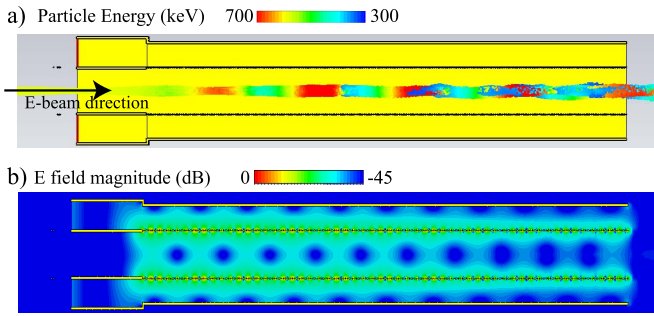 a) Particle Energy (keV) 700 300
E-beam direction
b) E field magnitude (dB) 0 -45